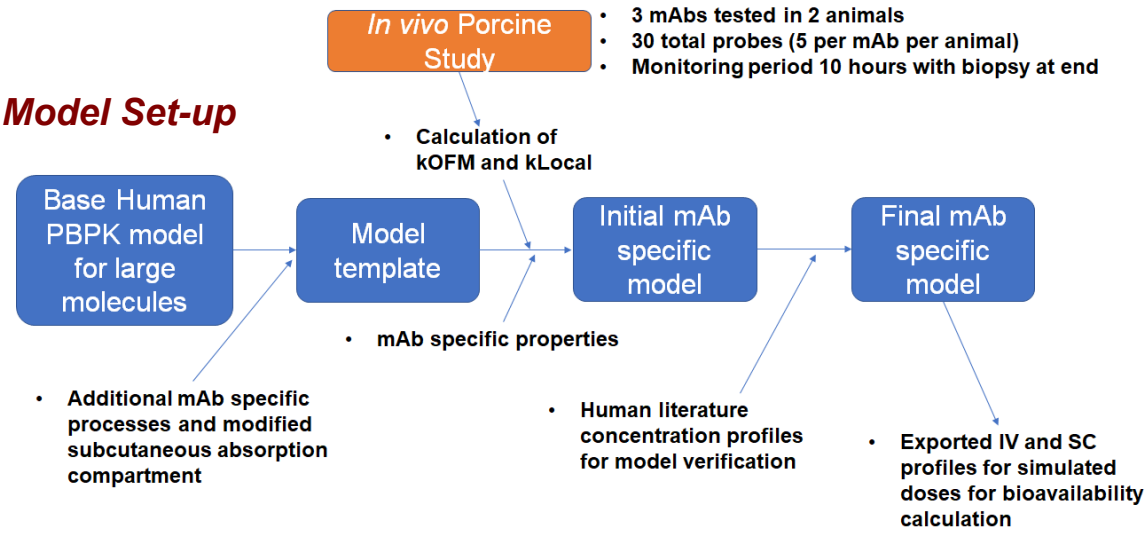 In vivo Porcine
Study
• 3 mAbs tested in 2 animals
• 30 total probes (5 per mAb per animal)
• Monitoring period 10 hours with biopsy at end
Model Set-up
• Calculation of
kOFM and kLocal
Base Human
PBPK model
for large
molecules
Model
template
Initial mAb
specific
model
Final mAb
specific
model
• mAb specific properties
• Additional mAb specific
processes and modified
subcutaneous absorption
compartment
• Human literature
concentration profiles
for model verification
• Exported IV and SC
profiles for simulated
doses for bioavailability
calculation